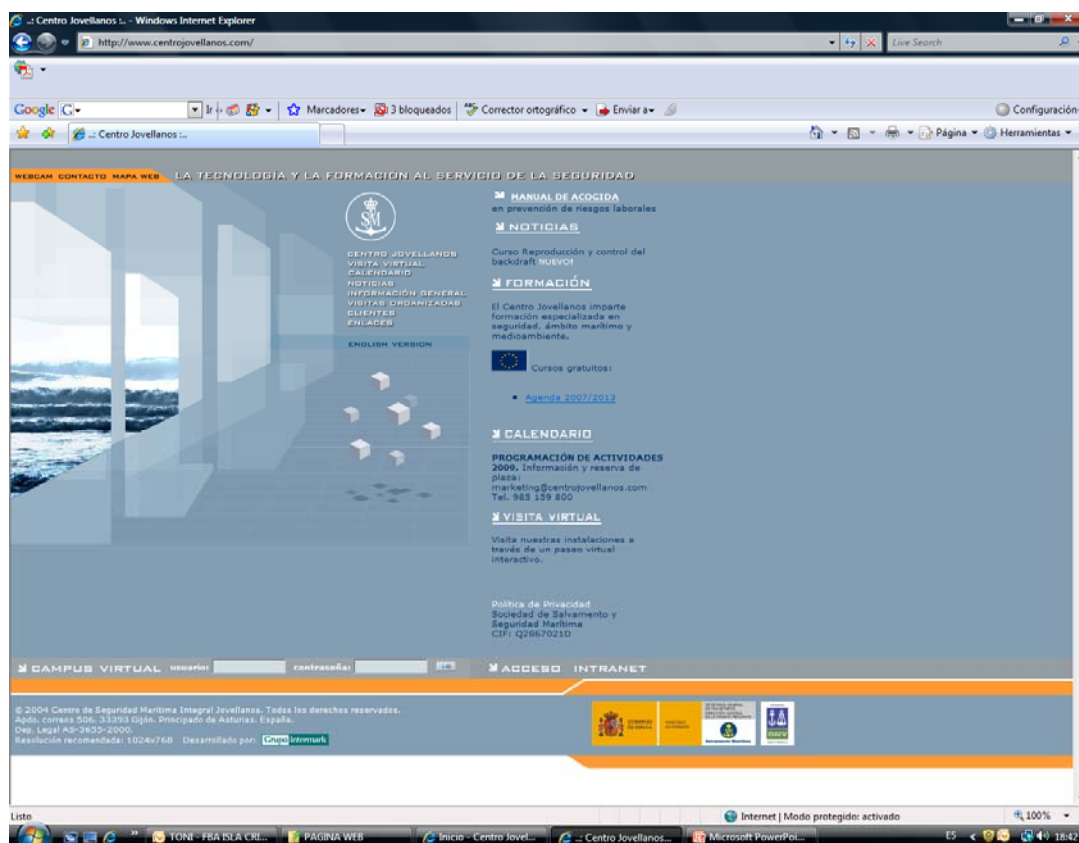 ..: Centro Jovellanos :.. - Windows Internet Explorer
http://www.centrojovellanos.com/
Live Search
Google
Ir
Marcadores
3 bloqueados
Corrector ortográfico
Enviar a
Configuración
..: Centro Jovellanos :..
Página
Herramientas
WEBCAM CONTACTO MAPA WEB
LA TECNOLOGÍA Y LA FORMACIÓN AL SERVICIO DE LA SEGURIDAD
SM
CENTRO JOVELLANOS
VISITA VIRTUAL
CALENDARIO
NOTICIAS
INFORMACIÓN GENERAL
VISITAS ORGANIZADAS
CLIENTES
ENLACES
ENGLISH VERSION
MANUAL DE ACOGIDA
en prevención de riesgos laborales
NOTICIAS
Curso Reproducción y control del
backdraft NUEVO!
FORMACIÓN
El Centro Jovellanos imparte
formación especializada en
seguridad, ámbito marítimo y
medioambiente.
Cursos gratuitos:
Agenda 2007/2013
CALENDARIO
PROGRAMACIÓN DE ACTIVIDADES
2009. Información y reserva de
plaza:
marketing@centrojovellanos.com
Tel. 985 159 800
VISITA VIRTUAL
Visita nuestras instalaciones a
través de un paseo virtual
interactivo.
Política de Privacidad
Sociedad de Salvamento y
Seguridad Marítima
CIF: Q2867021D
CAMPUS VIRTUAL usuario: contraseña:
ACCESO INTRANET
© 2004 Centro de Seguridad Marítima Integral Jovellanos. Todos los derechos reservados.
Apdo. correos 506. 33393 Gijón. Principado de Asturias. España.
Dep. Legal AS-3635-2000.
Resolución recomendada: 1024x768 Desarrollado por: Grupo Intermark
GOBIERNO
DE ESPAÑA
Salvamento Marítimo
Listo
Internet | Modo protegido: activado
100%
TONI - FBA ISLA CRI...
PAGINA WEB
Inicio - Centro Jovel...
..: Centro Jovellanos...
Microsoft PowerPoi...
ES
18:42